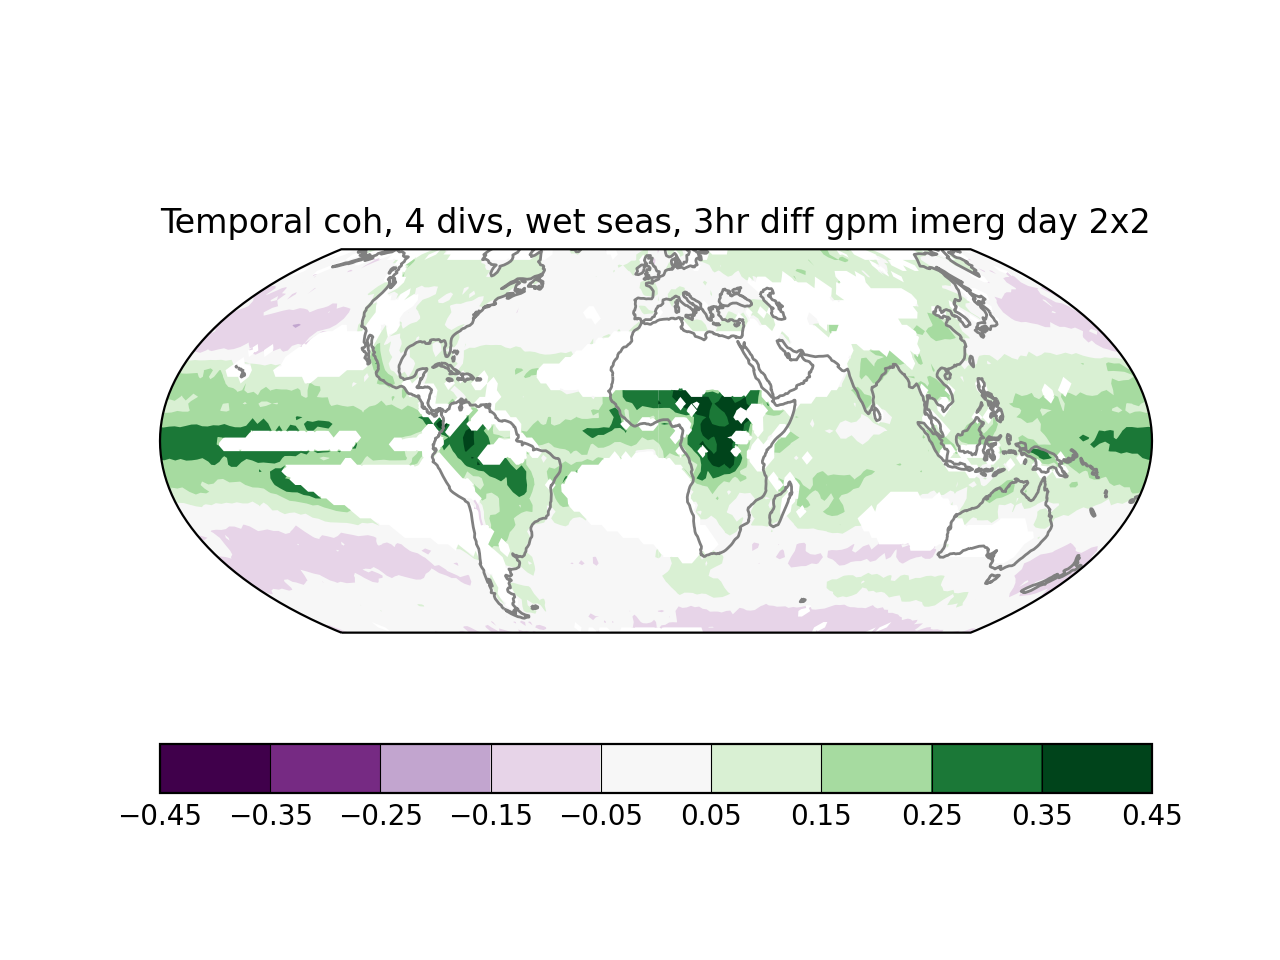 Temporal coh, 4 divs, wet seas, 3hr diff gpm imerg day 2x2
−0.45 −0.35 −0.25 −0.15 −0.05 0.05 0.15 0.25 0.35 0.45